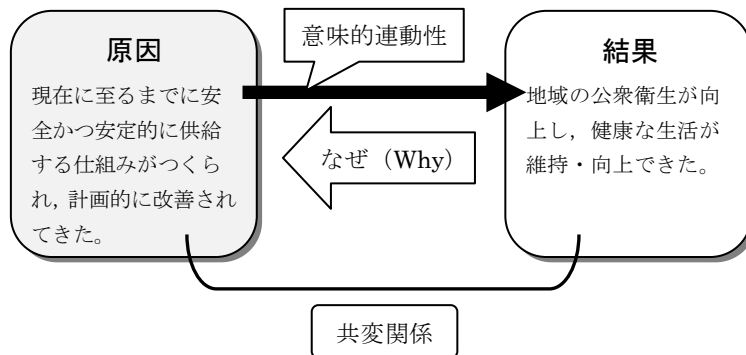 意味的連動性
原因
現在に至るまでに安
全かつ安定的に供給
する仕組みがつくら
れ,計画的に改善され
てきた。
なぜ（Why）
結果
地域の公衆衛生が向
上し，健康な生活が
維持・向上できた。
共変関係